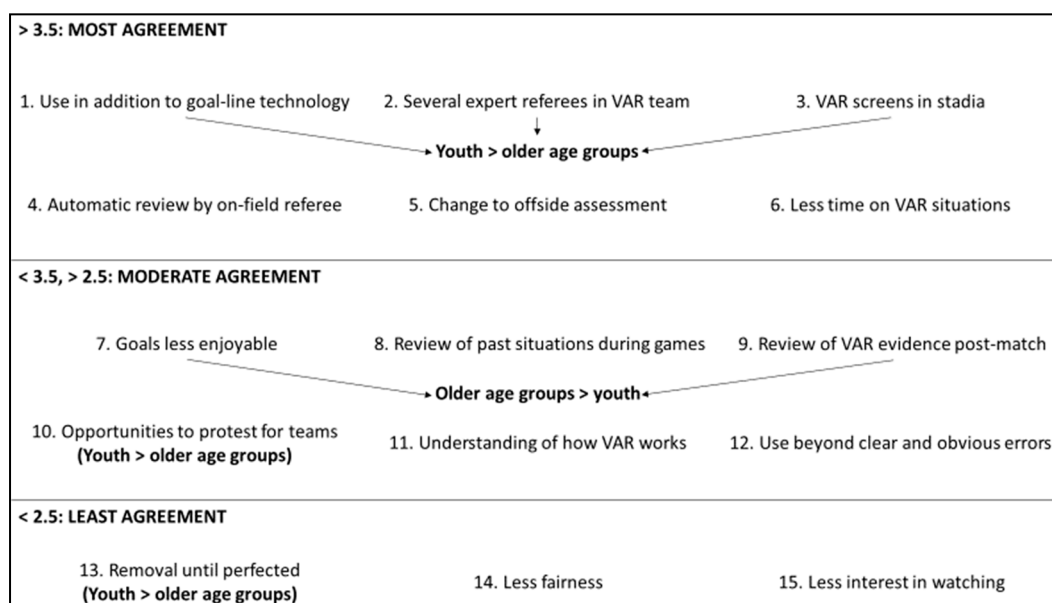 > 3.5: MOST AGREEMENT
1. Use in addition to goal-line technology
2. Several expert referees in VAR team
3. VAR screens in stadia
Youth > older age groups
4. Automatic review by on-field referee
5. Change to offside assessment
6. Less time on VAR situations
< 3.5, > 2.5: MODERATE AGREEMENT
7. Goals less enjoyable
8. Review of past situations during games
9. Review of VAR evidence post-match
Older age groups > youth
10. Opportunities to protest for teams
(Youth > older age groups)
11. Understanding of how VAR works
12. Use beyond clear and obvious errors
< 2.5: LEAST AGREEMENT
13. Removal until perfected
(Youth > older age groups)
14. Less fairness
15. Less interest in watching